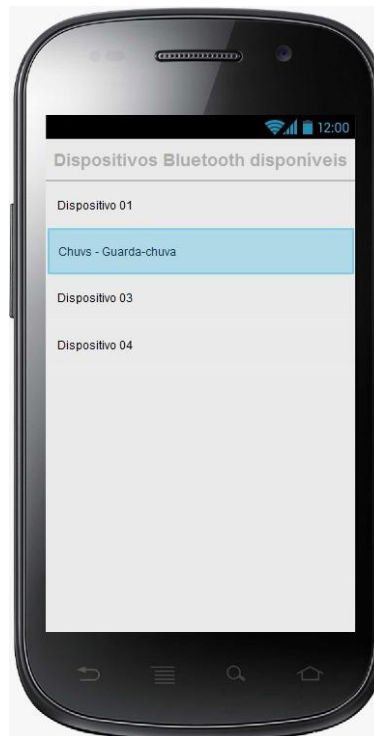 12:00
Dispositivos Bluetooth disponíveis
Dispositivo 01
Chuvs - Guarda-chuva
Dispositivo 03
Dispositivo 04